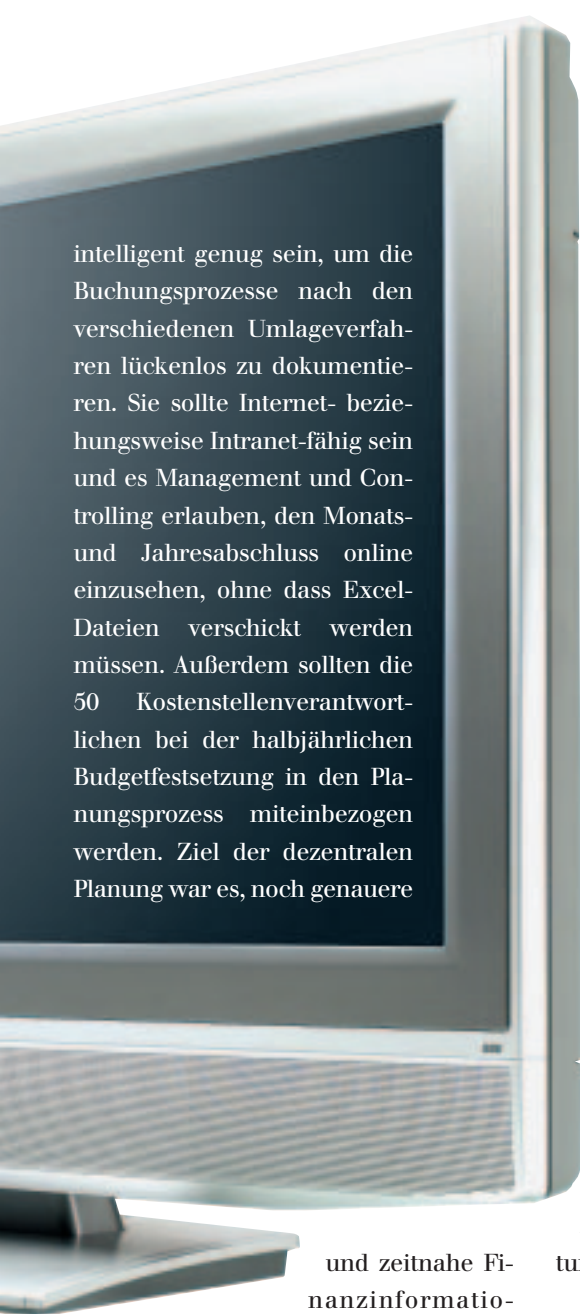 intelligent genug sein, um die
Buchungsprozesse nach den
verschiedenen Umlageverfah-
ren lückenlos zu dokumentie-
ren. Sie sollte Internet- bezie-
hungsweise Intranet-fähig sein
und es Management und Con-
trolling erlauben, den Monats-
und Jahresabschluss online
einzusehen, ohne dass Excel-
Dateien verschickt werden
müssen. Außerdem sollten die
50 Kostenstellenverantwort-
lichen bei der halbjährlichen
Budgetfestsetzung in den Pla-
nungsprozess miteinbezogen
werden. Ziel der dezentralen
Planung war es, noch genauere
und zeitnahe Fi-
nanzinformatio-